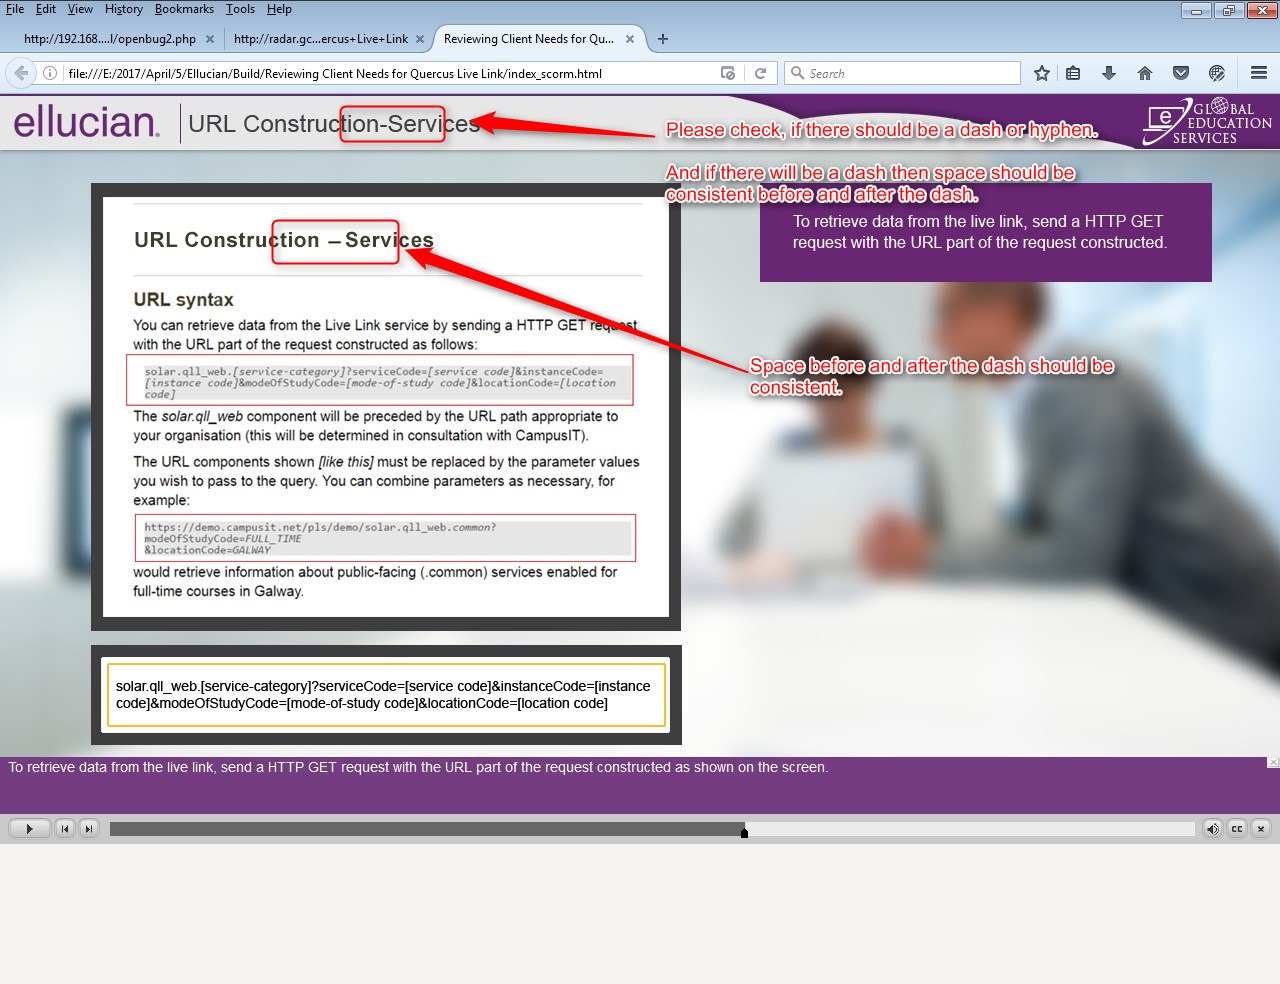 File Edit View History Bookmarks Tools Help
http://192.168....l/openbug2.php
http://radar.gc...ercus+Live+Link
Reviewing Client Needs for Qu...
file:///E:/2017/April/5/Ellucian/Build/Reviewing Client Needs for Quercus Live Link/index_scorm.html
Search
ellucian.
URL Construction-Services
Please check, if there should be a dash or hyphen.
And if there will be a dash then space should be
consistent before and after the dash.
e
GLOBAL
EDUCATION
SERVICES
To retrieve data from the live link, send a HTTP GET
request with the URL part of the request constructed.
URL Construction – Services
URL syntax
You can retrieve data from the Live Link service by sending a HTTP GET request
with the URL part of the request constructed as follows:
solar.qll_web.[service-category]?serviceCode=[service code]&instanceCode=
[instance code]&modeOfStudyCode=[mode-of-study code]&locationCode=[location
code]
The solar.qll_web component will be preceded by the URL path appropriate to
your organisation (this will be determined in consultation with CampusIT).
The URL components shown [like this] must be replaced by the parameter values
you wish to pass to the query. You can combine parameters as necessary, for
example:
https://demo.campusit.net/pls/demo/solar.qll_web.common?
modeOfStudyCode=FULL_TIME
&locationCode=GALWAY
would retrieve information about public-facing (.common) services enabled for
full-time courses in Galway.
Space before and after the dash should be
consistent.
solar.qll_web.[service-category]?serviceCode=[service code]&instanceCode=[instance
code]&modeOfStudyCode=[mode-of-study code]&locationCode=[location code]
To retrieve data from the live link, send a HTTP GET request with the URL part of the request constructed as shown on the screen.
CC